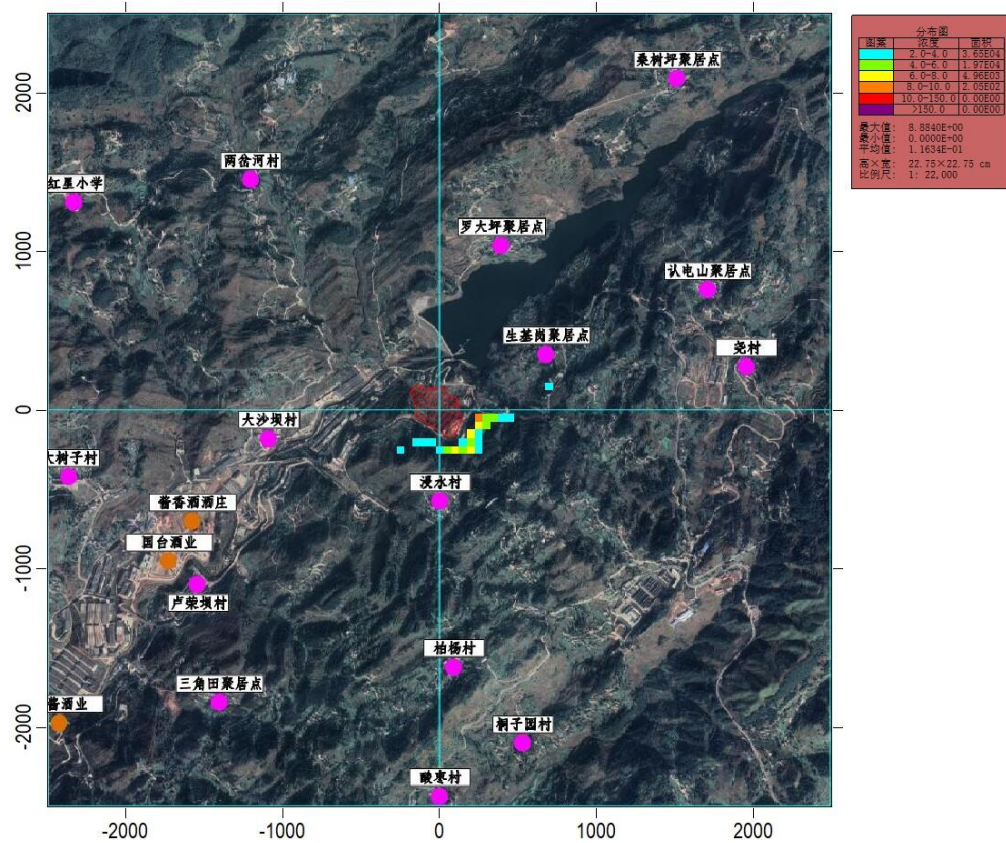 分布图
图案 浓度 面积
2.0-4.0 3.65E04
4.0-6.0 1.97E04
6.0-8.0 4.96E03
8.0-10.0 2.05E02
10.0-150.0 0.00E00
>150.0 0.00E00
最大值: 8.8840E+00
最小值: 0.0000E+00
平均值: 1.1634E-01
高×宽: 22.75×22.75 cm
比例尺: 1: 22,000
桑树坪聚居点
两岔河村
红星小学
罗大坪聚居点
认屯山聚居点
生基岗聚居点
尧村
大沙坝村
大树子村
浸水村
酱香酒酒庄
国台酒业
卢荣坝村
柏杨村
三角田聚居点
酱酒业
桐子园村
酸枣村
2000
1000
0
-1000
-2000
-2000
-1000
0
1000
2000